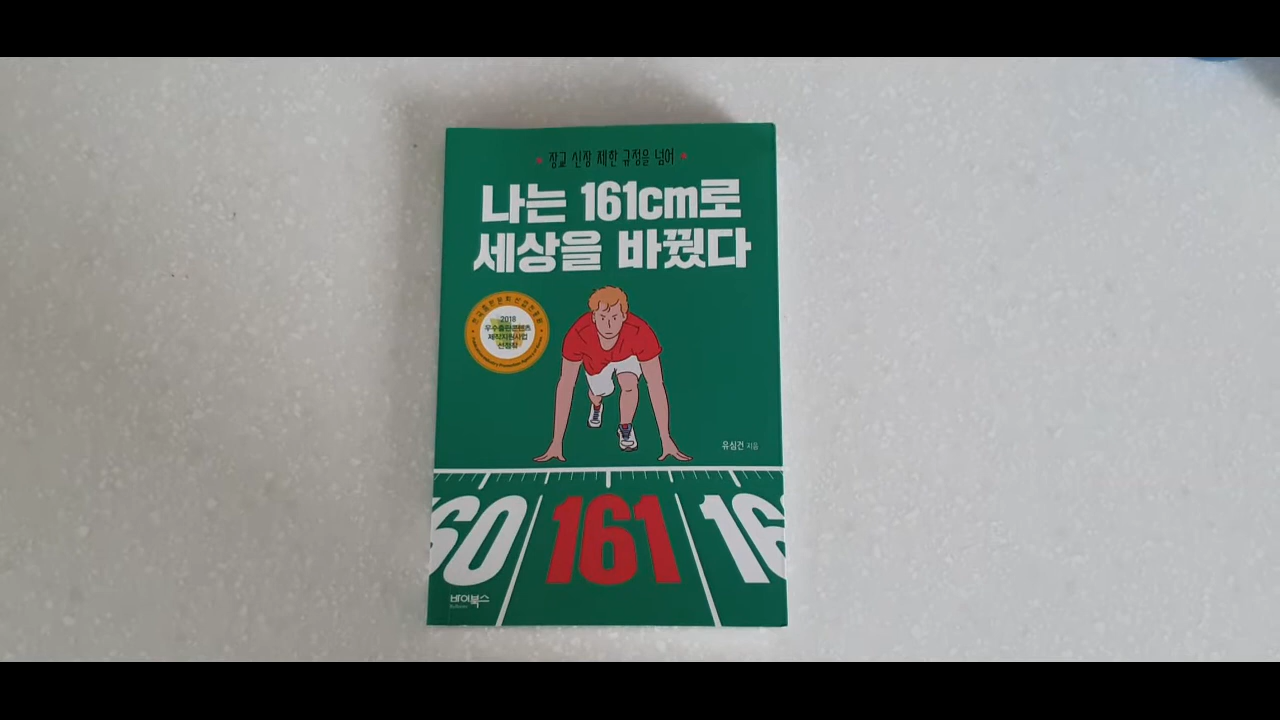 장교 신장 제한 규정을 넘어
나는 161cm로
세상을 바꿨다
2018
우수출판콘텐츠
제작지원사업
선정작
유심건 지음
60
161
16
바이북스